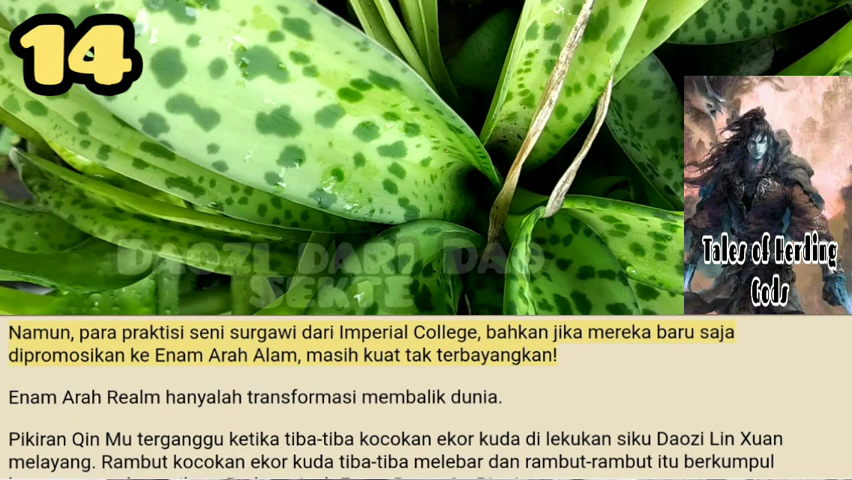 14
DAOZI DARI DAO
SEKTE
Tales of Herding
Gods
Namun, para praktisi seni surgawi dari Imperial College, bahkan jika mereka baru saja
dipromosikan ke Enam Arah Alam, masih kuat tak terbayangkan!
Enam Arah Realm hanyalah transformasi membalik dunia.
Pikiran Qin Mu terganggu ketika tiba-tiba kocokan ekor kuda di lekukan siku Daozi Lin Xuan
melayang. Rambut kocokan ekor kuda tiba-tiba melebar dan rambut-rambut itu berkumpul